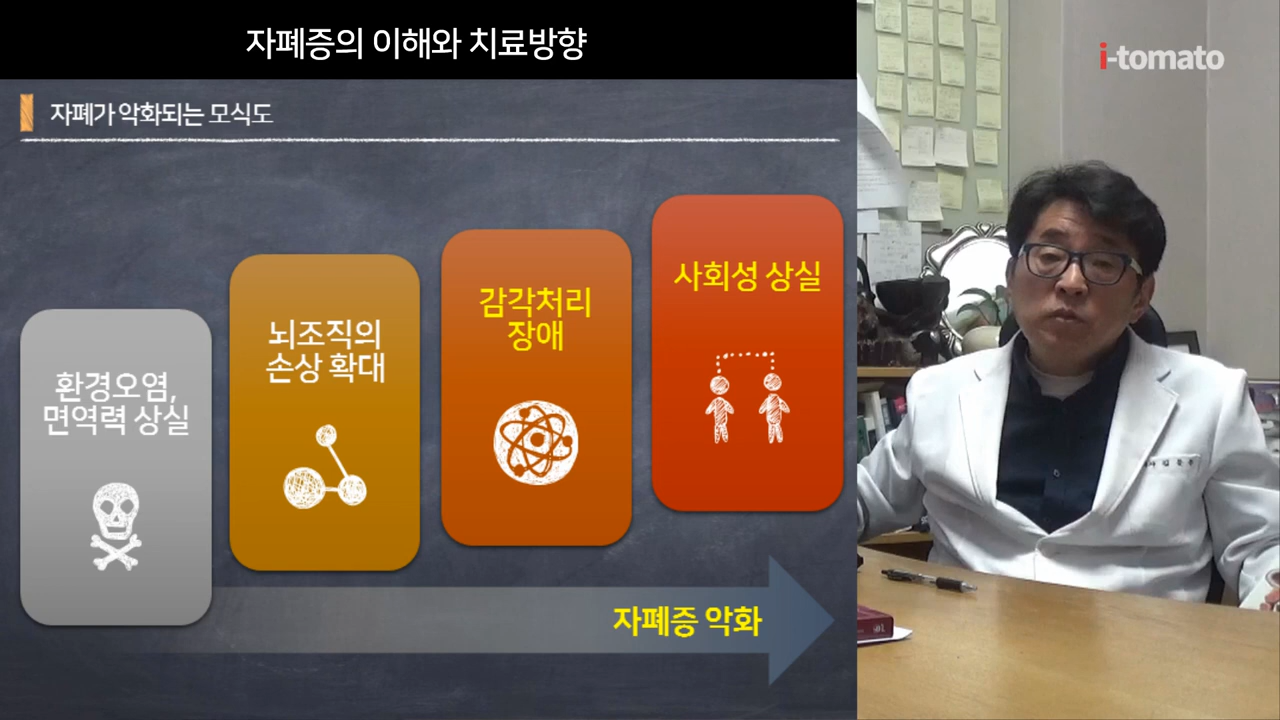 자폐증의 이해와 치료방향
i-tomato
자폐가 악화되는 모식도
환경오염,
면역력 상실
뇌조직의
손상 확대
감각처리
장애
사회성 상실
자폐증 악화